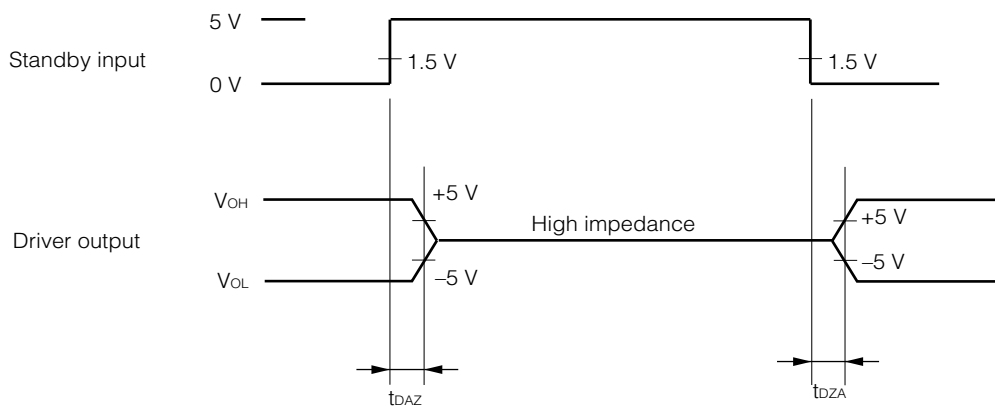 5 V
Standby input
1.5 V
1.5 V
0 V
VOH
+5 V
High impedance
+5 V
Driver output
–5 V
–5 V
VOL
tDAZ
tDZA